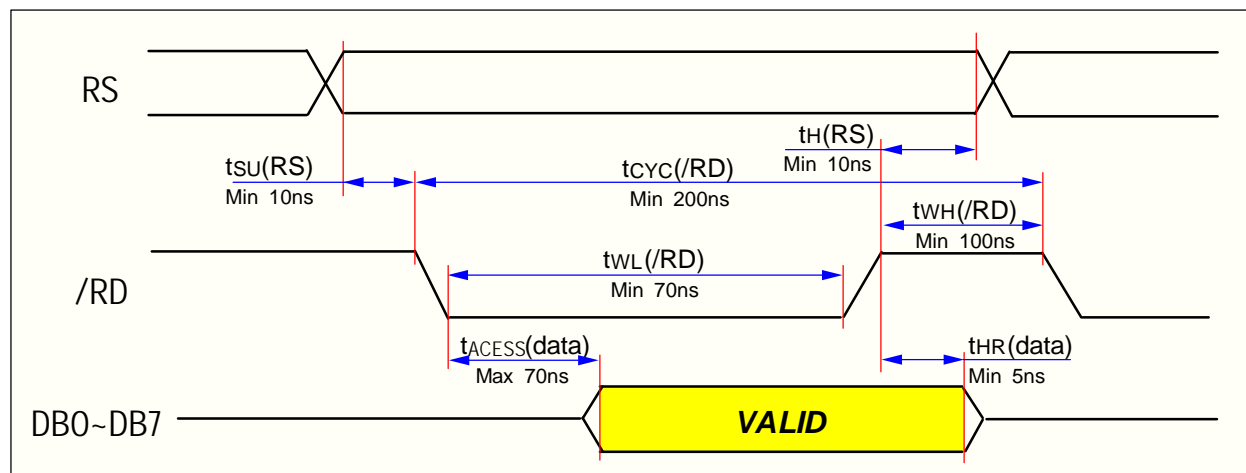 RS
tH(RS)
Min 10ns
tSU(RS)
Min 10ns
tCYC(/RD)
Min 200ns
tWH(/RD)
Min 100ns
/RD
tWL(/RD)
Min 70ns
tACESS(data)
Max 70ns
tHR(data)
Min 5ns
DB0~DB7
VALID